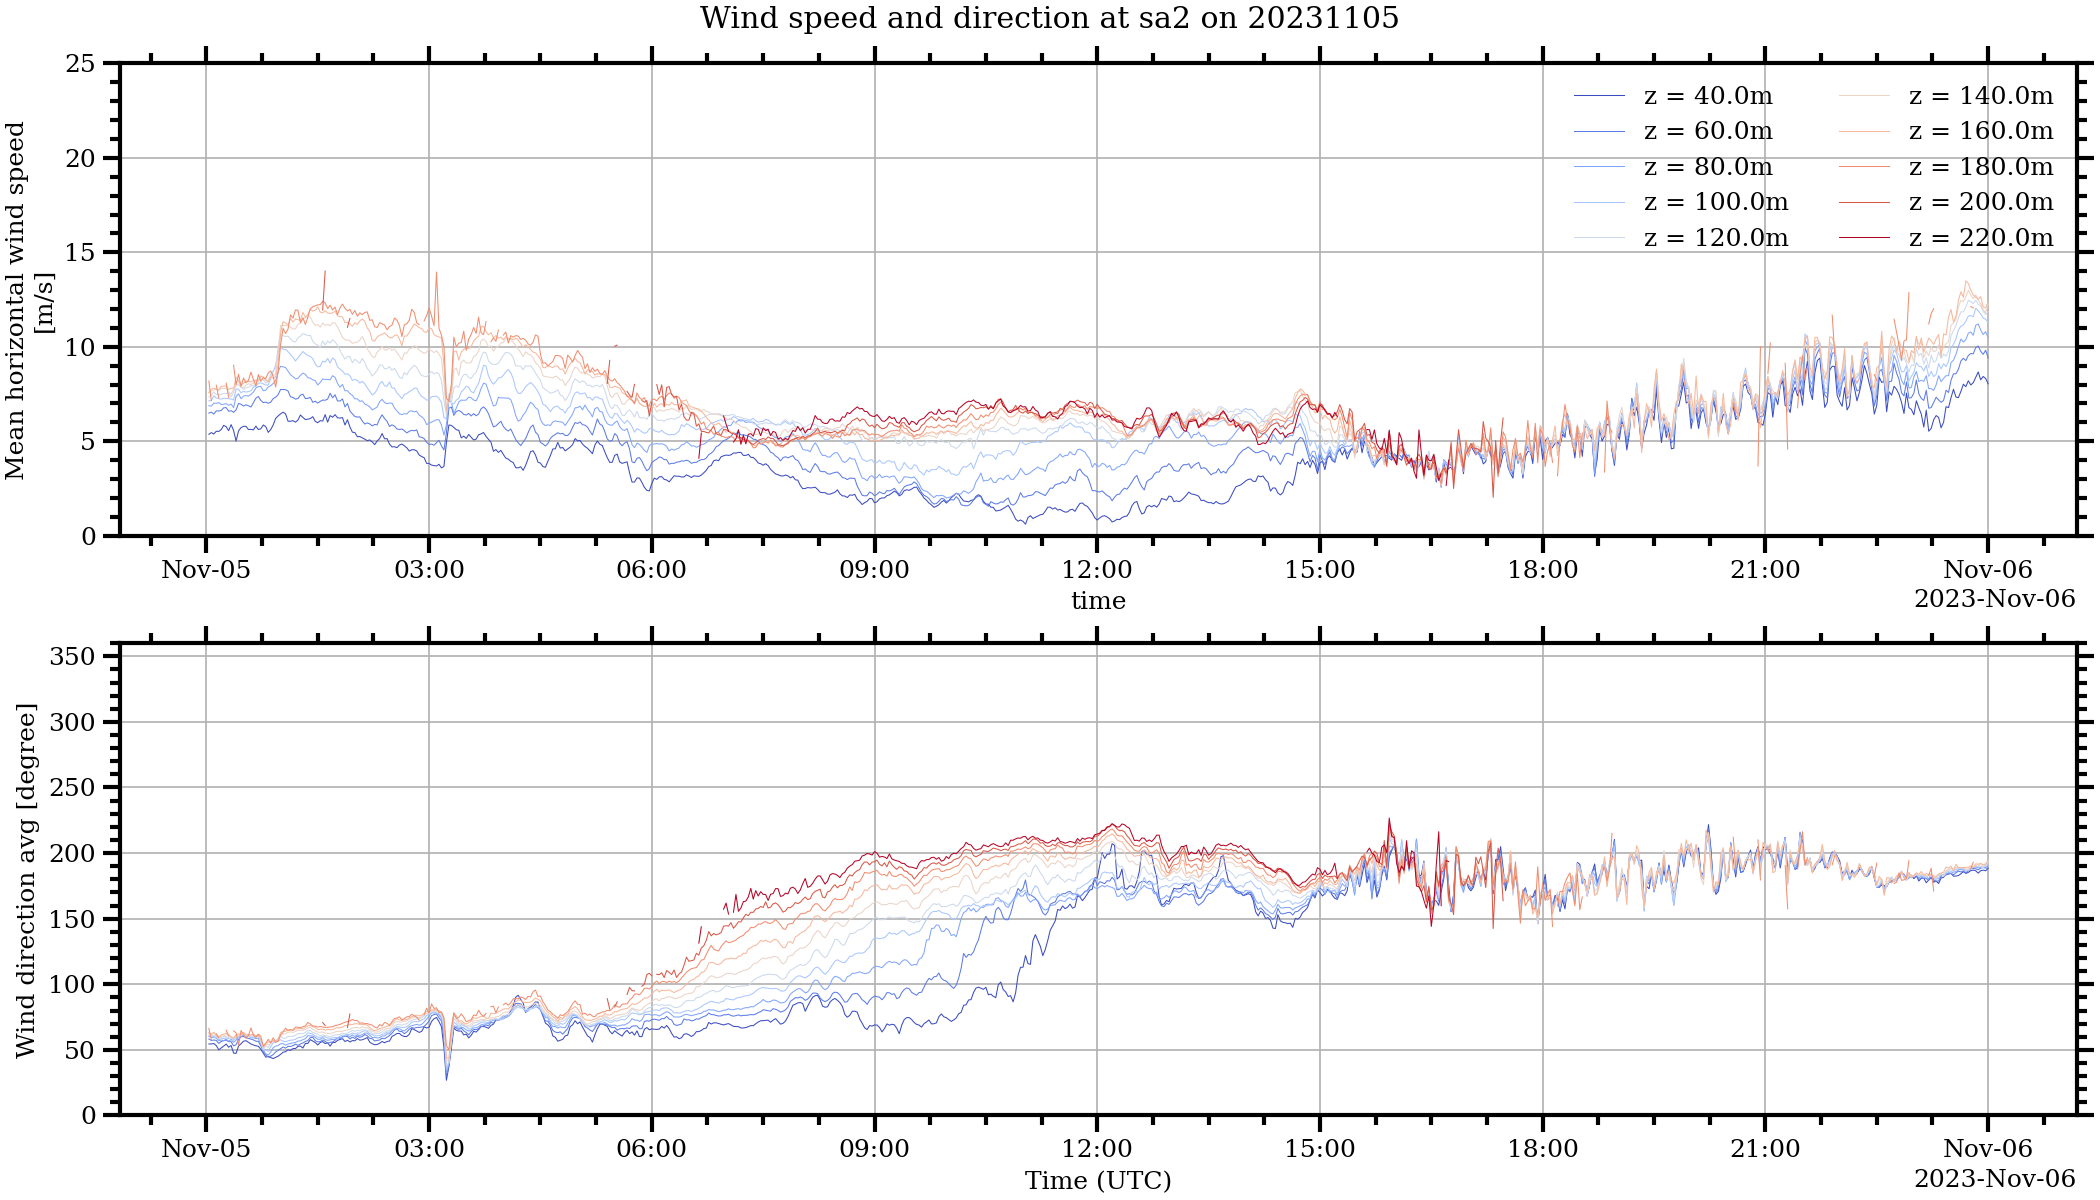 Wind speed and direction at sa2 on 20231105
Mean horizontal wind speed
[m/s]
25
20
15
10
5
0
z = 40.0m
z = 60.0m
z = 80.0m
z = 100.0m
z = 120.0m
z = 140.0m
z = 160.0m
z = 180.0m
z = 200.0m
z = 220.0m
Nov-05 03:00 06:00 09:00 12:00 15:00 18:00 21:00 Nov-06
time
2023-Nov-06
Wind direction avg [degree]
350
300
250
200
150
100
50
0
Nov-05 03:00 06:00 09:00 12:00 15:00 18:00 21:00 Nov-06
Time (UTC)
2023-Nov-06